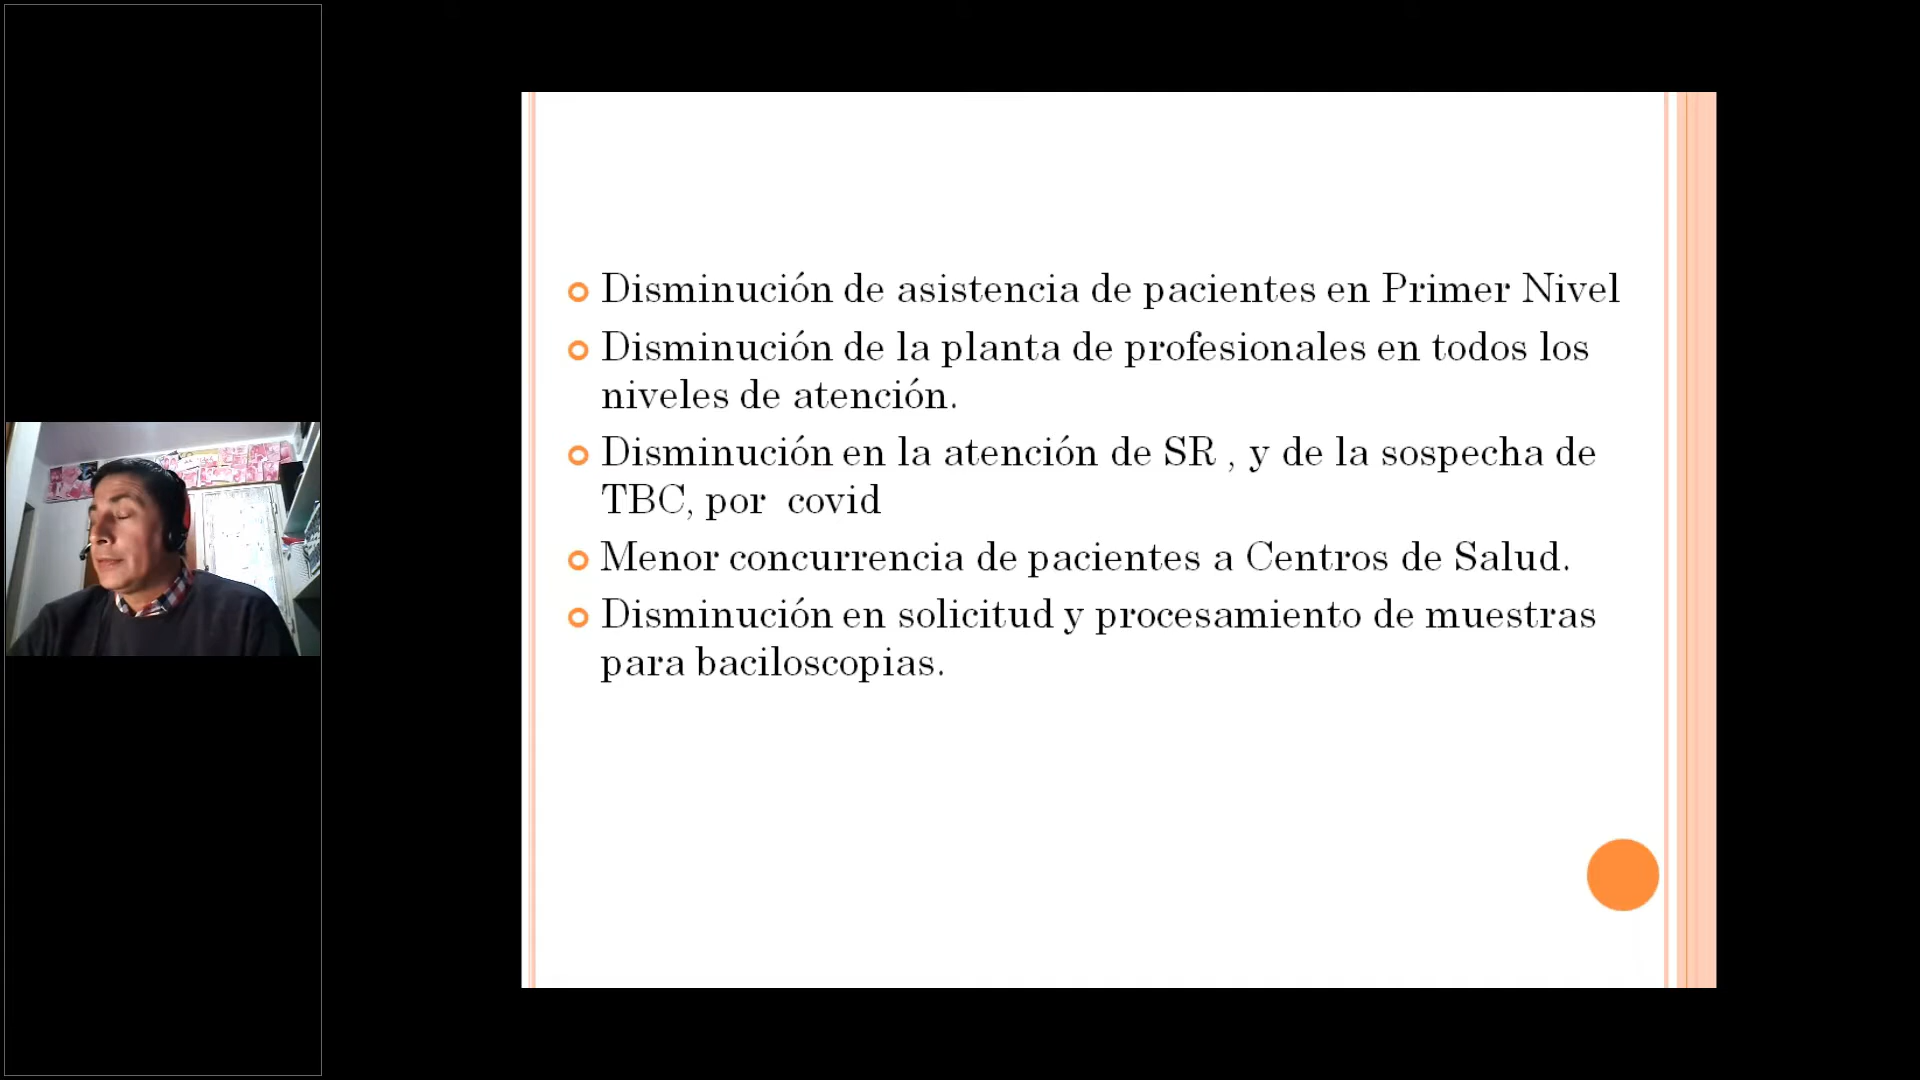 Disminución de asistencia de pacientes en Primer Nivel
Disminución de la planta de profesionales en todos los
niveles de atención.
Disminución en la atención de SR , y de la sospecha de
TBC, por  covid
Menor concurrencia de pacientes a Centros de Salud.
Disminución en solicitud y procesamiento de muestras
para baciloscopias.